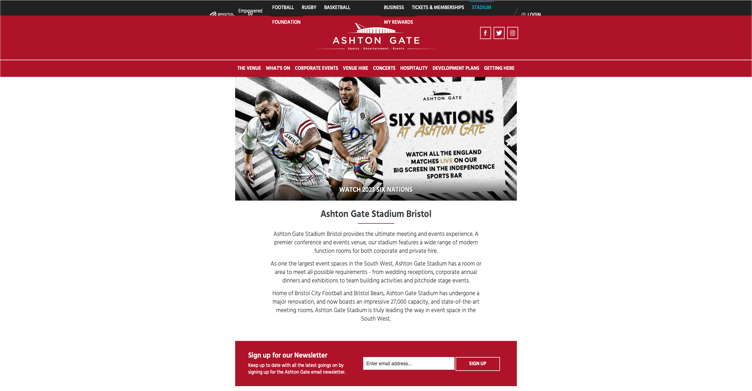 FOOTBALL RUGBY BASKETBALL BUSINESS TICKETS & MEMBERSHIPS STADIUM
BRISTOL Empowered LOGIN
FOUNDATION MY REWARDS
ASHTON GATE
Sports · Entertainment · Events
THE VENUE WHAT'S ON CORPORATE EVENTS VENUE HIRE CONCERTS HOSPITALITY DEVELOPMENT PLANS GETTING HERE
ASHTON GATE
SIX NATIONS
AT ASHTON GATE
WATCH ALL THE ENGLAND
MATCHES LIVE ON OUR
BIG SCREEN IN THE INDEPENDENCE
SPORTS BAR
WATCH 2023 SIX NATIONS
Ashton Gate Stadium Bristol
Ashton Gate Stadium Bristol provides the ultimate meeting and events experience. A
premier conference and events venue, our stadium features a wide range of modern
function rooms for both corporate and private hire.
As one the largest event spaces in the South West, Ashton Gate Stadium has a room or
area to meet all possible requirements - from wedding receptions, corporate annual
dinners and exhibitions to team building activities and pitchside stage events.
Home of Bristol City Football and Bristol Bears, Ashton Gate Stadium has undergone a
major renovation, and now boasts an impressive 27,000 capacity, and state-of-the-art
meeting rooms. Ashton Gate Stadium is truly leading the way in event space in the
South West.
Sign up for our Newsletter
Keep up to date with all the latest goings on by
signing up for the Ashton Gate email newsletter.
Enter email address... SIGN UP